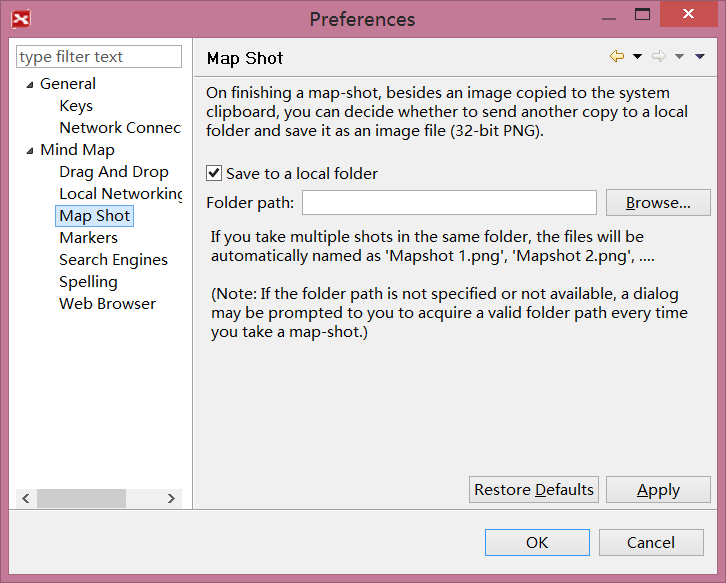 Preferences
type filter text
General
Keys
Network Connec
Mind Map
Drag And Drop
Local Networking
Map Shot
Markers
Search Engines
Spelling
Web Browser
Map Shot
On finishing a map-shot, besides an image copied to the system
clipboard, you can decide whether to send another copy to a local
folder and save it as an image file (32-bit PNG).
Save to a local folder
Folder path:
Browse...
If you take multiple shots in the same folder, the files will be
automatically named as 'Mapshot 1.png', 'Mapshot 2.png', ....
(Note: If the folder path is not specified or not available, a dialog
may be prompted to you to acquire a valid folder path every time
you take a map-shot.)
Restore Defaults
Apply
OK
Cancel